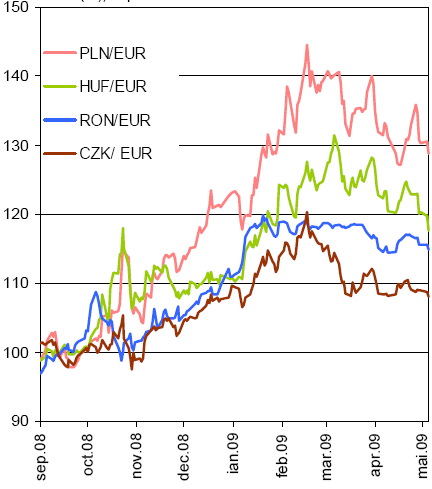 150
140
130
120
110
100
90
PLN/EUR
HUF/EUR
RON/EUR
CZK/ EUR
sep.08
oct.08
nov.08
dec.08
ian.09
feb.09
mar.09
apr.09
mai.09